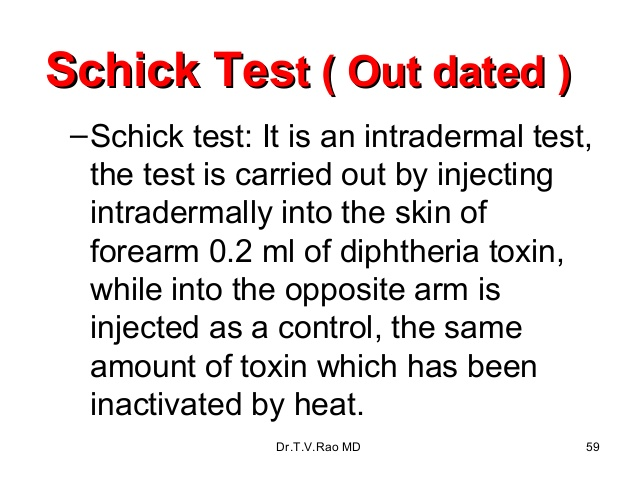 Schick Test ( Out dated )
–Schick test: It is an intradermal test,
the test is carried out by injecting
intradermally into the skin of
forearm 0.2 ml of diphtheria toxin,
while into the opposite arm is
injected as a control, the same
amount of toxin which has been
inactivated by heat.
Dr.T.V.Rao MD
59